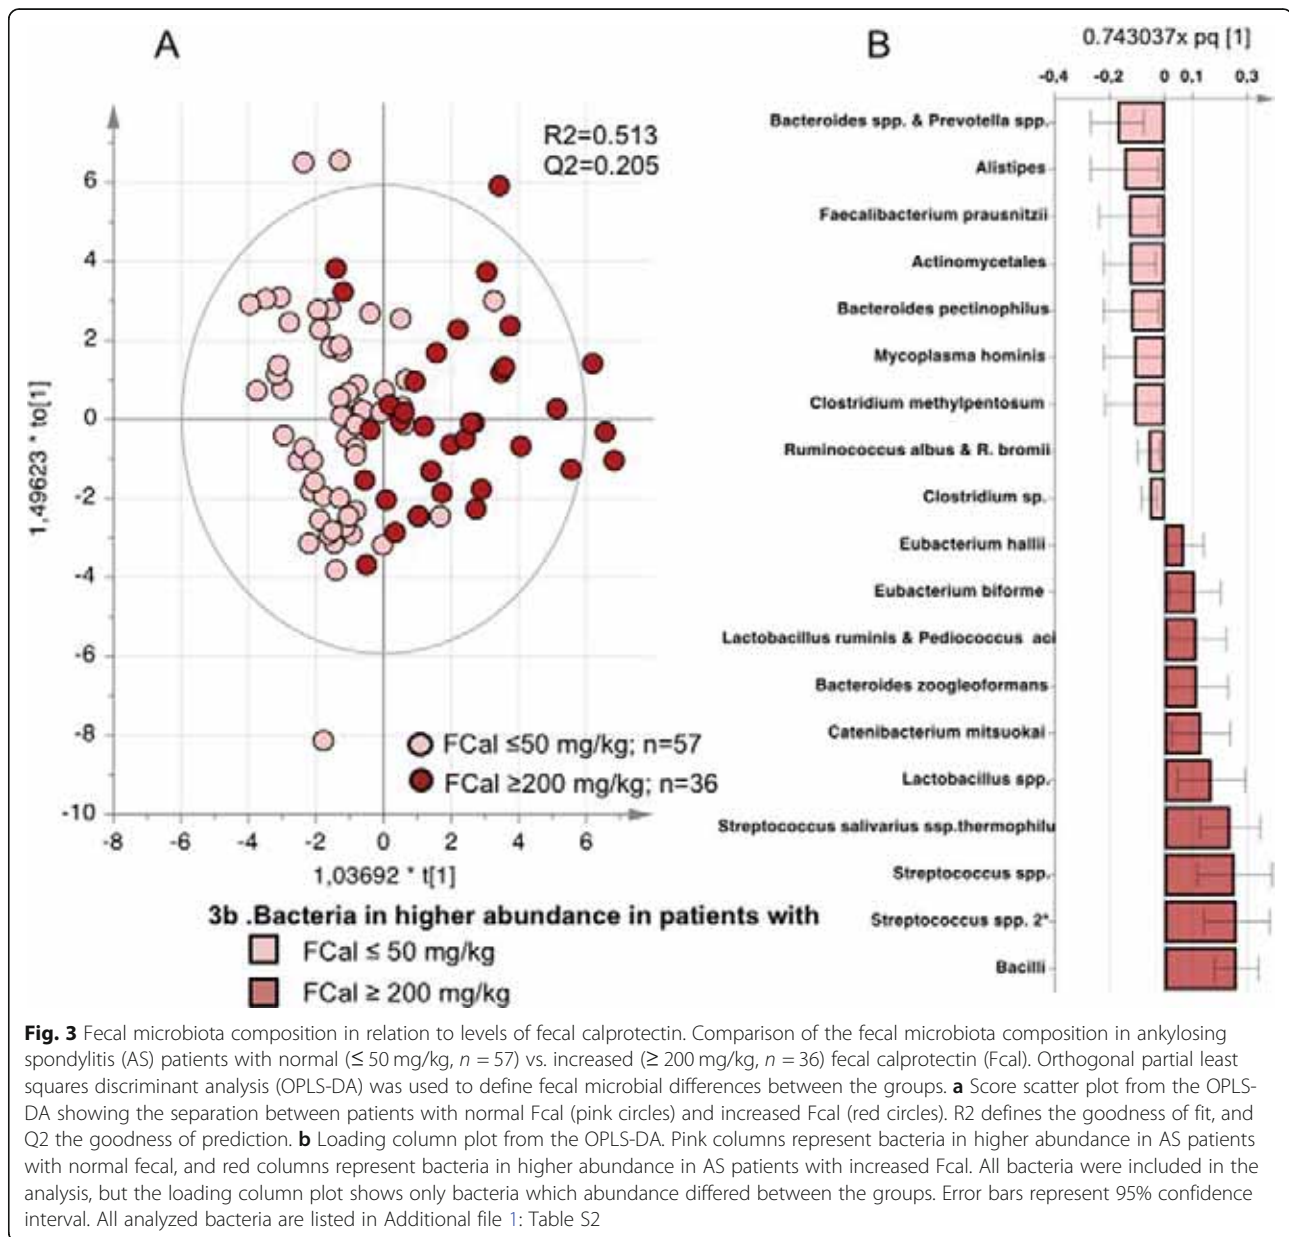 A
B
0.743037x pq [1]
-0.4 -0.2 0 0.1 0.3
R2=0.513
Q2=0.205
6
4
2
0
-2
-4
-6
-8
-10
1,49623 * to[1]
-8 -6 -4 -2 0 2 4 6
1,03692 * t[1]
FCal ≤50 mg/kg; n=57
FCal ≥200 mg/kg; n=36
Bacteroides spp. & Prevotella spp.
Alistipes
Faecalibacterium prausnitzii
Actinomycetales
Bacteroides pectinophilus
Mycoplasma hominis
Clostridium methylpentosum
Ruminococcus albus & R. bromii
Clostridium sp.
Eubacterium hallii
Eubacterium biforme
Lactobacillus ruminis & Pediococcus aci
Bacteroides zoogleoformans
Catenibacterium mitsuokai
Lactobacillus spp.
Streptococcus salivarius ssp.thermophilu
Streptococcus spp.
Streptococcus spp. 2*
Bacilli
3b .Bacteria in higher abundance in patients with
FCal ≤ 50 mg/kg
FCal ≥ 200 mg/kg
Fig. 3 Fecal microbiota composition in relation to levels of fecal calprotectin. Comparison of the fecal microbiota composition in ankylosing
spondylitis (AS) patients with normal (≤ 50 mg/kg, n = 57) vs. increased (≥ 200 mg/kg, n = 36) fecal calprotectin (Fcal). Orthogonal partial least
squares discriminant analysis (OPLS-DA) was used to define fecal microbial differences between the groups. a Score scatter plot from the OPLS-
DA showing the separation between patients with normal Fcal (pink circles) and increased Fcal (red circles). R2 defines the goodness of fit, and
Q2 the goodness of prediction. b Loading column plot from the OPLS-DA. Pink columns represent bacteria in higher abundance in AS patients
with normal fecal, and red columns represent bacteria in higher abundance in AS patients with increased Fcal. All bacteria were included in the
analysis, but the loading column plot shows only bacteria which abundance differed between the groups. Error bars represent 95% confidence
interval. All analyzed bacteria are listed in Additional file 1: Table S2